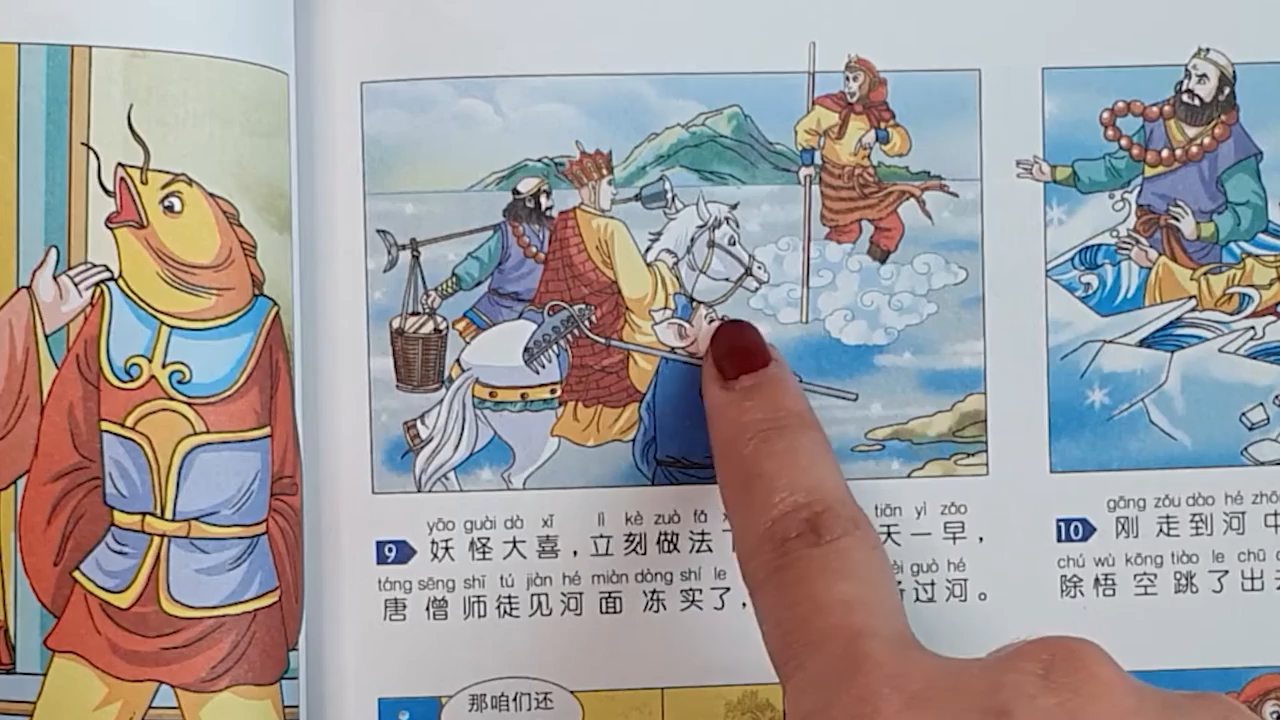 yāo guài dà xǐ lì kè zuò fǎ
tiān yì zǎo
9 妖怪大喜，立刻做法
天一早，
táng sēng shī tú jiàn hé miàn dòng shí le
guò hé
唐僧师徒见河面冻实了，
过河。
gāng zǒu dào hé
10 刚走到河
chú wù kōng tiào le chū
除悟空跳了出
那咱们还